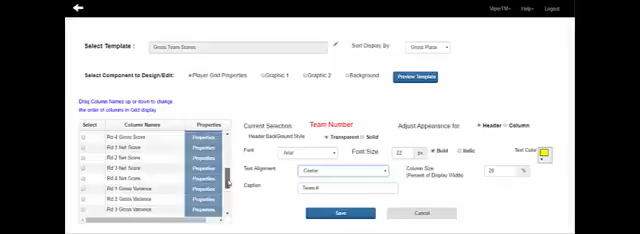 ViperTM Help Logout
Select Template : Gross Team Scores Sort Display By: Gross Place
Select Component to Design/Edit: Player Grid Properties Graphic 1 Graphic 2 Background Preview Template
Drag Column Names up or down to change
the order of columns in Grid display
Select Column Names Properties
Rd 4 Gross Score Properties
Rd 1 Net Score Properties
Rd 2 Net Score Properties
Rd 3 Net Score Properties
Rd 4 Net Score Properties
Rd 1 Gross Variance Properties
Rd 2 Gross Variance Properties
Rd 3 Gross Variance Properties
Current Selection: Team Number Adjust Appearance for Header Column
Header BackGround Style Transparent Solid
Font Arial Font Size 22 px Bold Italic Text Color
Text Alignment Center Column Size 20 %
(Percent of Display Width)
Caption Team #
Save Cancel